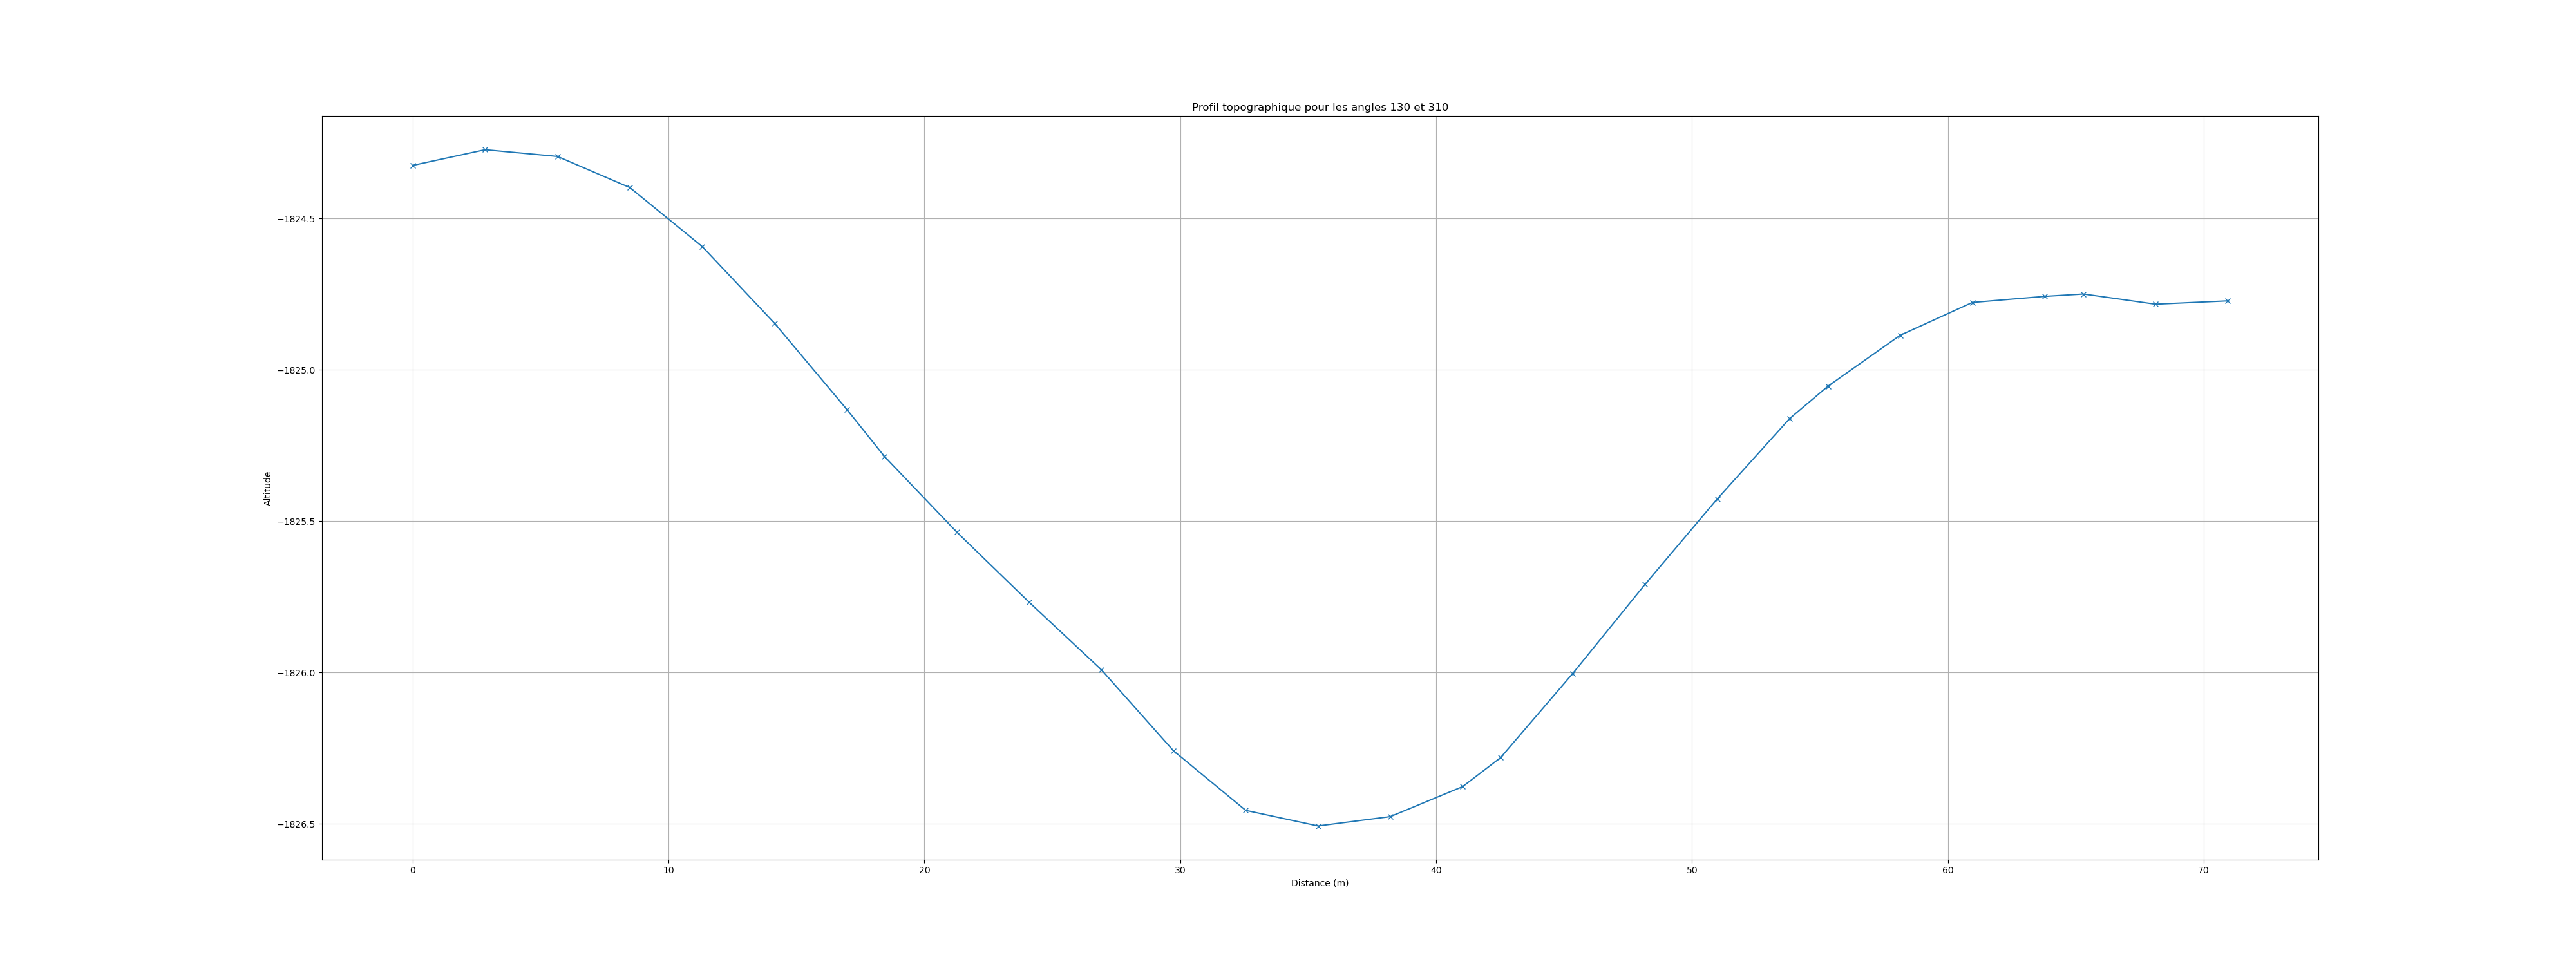 Profil topographique pour les angles 130 et 310
−1824.5
−1825.0
−1825.5
−1826.0
−1826.5
Altitude
0 10 20 30 40 50 60 70
Distance (m)